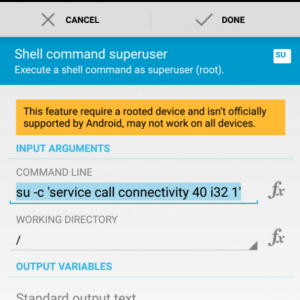 CANCEL
DONE
Shell command superuser
SU
Execute a shell command as superuser (root).
This feature require a rooted device and isn't officially
supported by Android, may not work on all devices.
INPUT ARGUMENTS
COMMAND LINE
su -c 'service call connectivity 40 i32 1'
fx
WORKING DIRECTORY
/
fx
OUTPUT VARIABLES
Standard output text